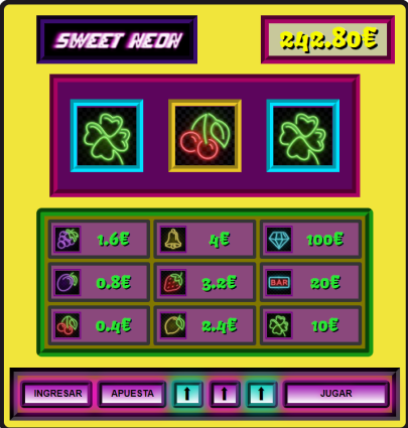 SWEET NEON
242.80€
1.6€ 4€ 100€
0.8€ 3.2€ BAR 20€
0.4€ 2.4€ 10€
INGRESAR APUESTA JUGAR